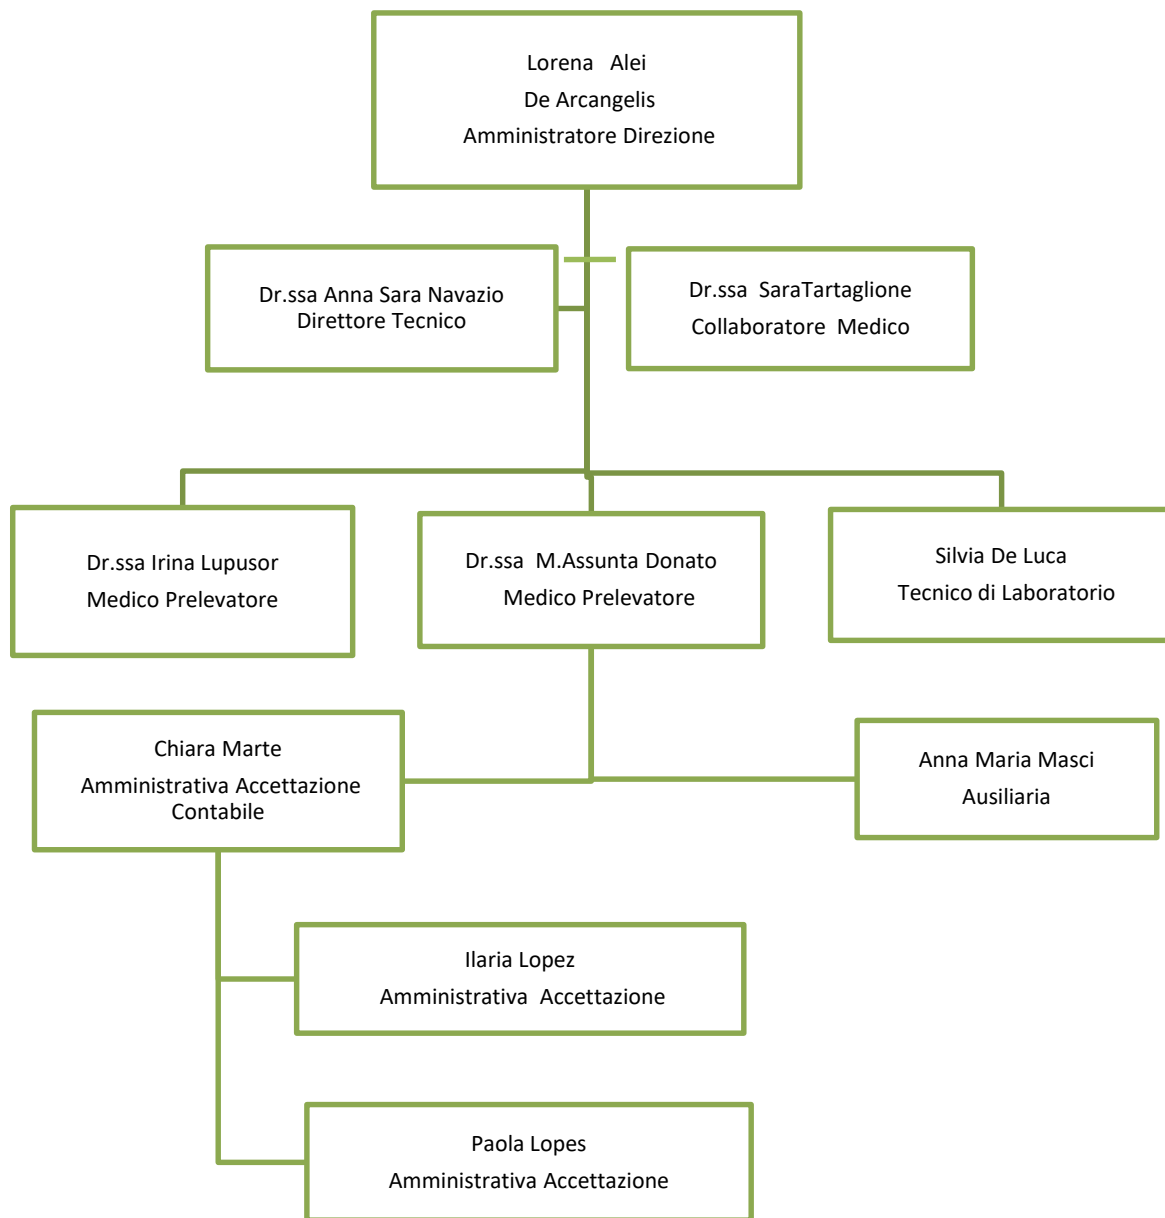 Lorena Alei
De Arcangelis
Amministratore Direzione
Dr.ssa Anna Sara Navazio
Direttore Tecnico
Dr.ssa SaraTartaglione
Collaboratore Medico
Dr.ssa Irina Lupusor
Medico Prelevatore
Dr.ssa M.Assunta Donato
Medico Prelevatore
Silvia De Luca
Tecnico di Laboratorio
Chiara Marte
Amministrativa Accettazione
Contabile
Anna Maria Masci
Ausiliaria
Ilaria Lopez
Amministrativa Accettazione
Paola Lopes
Amministrativa Accettazione